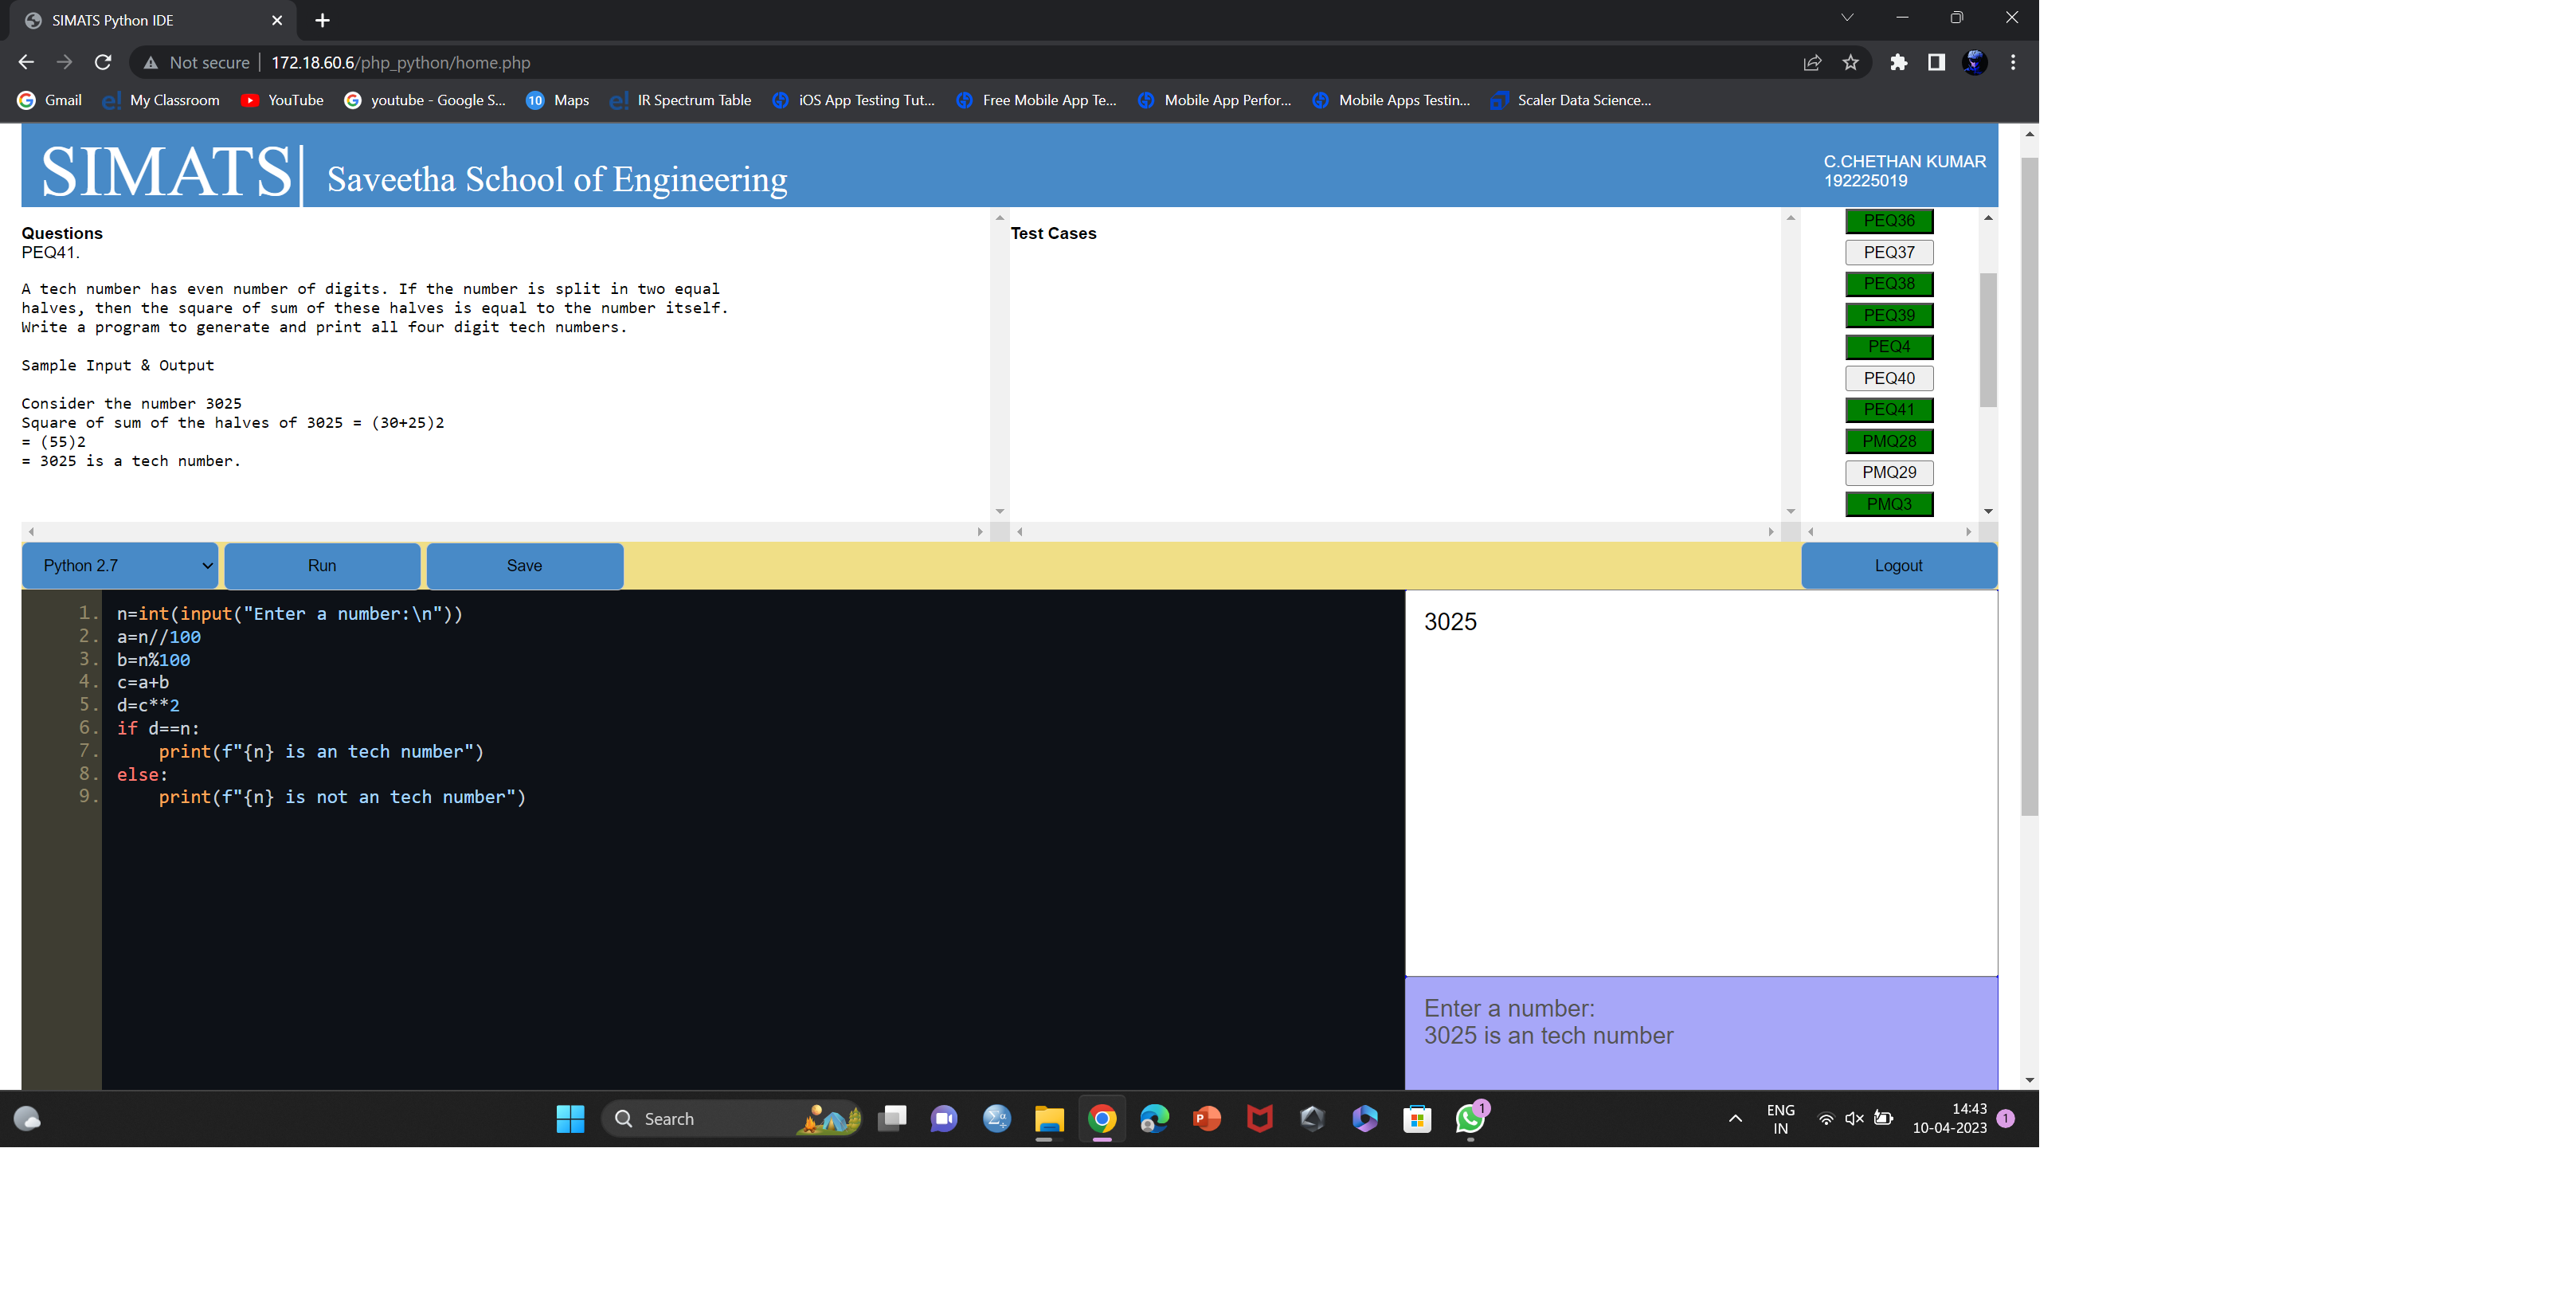 SIMATS Python IDE
Not secure | 172.18.60.6/php_python/home.php
Gmail
My Classroom
YouTube
youtube - Google S...
10 Maps
IR Spectrum Table
iOS App Testing Tut...
Free Mobile App Te...
Mobile App Perfor...
Mobile Apps Testin...
Scaler Data Science...
SIMATS| Saveetha School of Engineering
C.CHETHAN KUMAR
192225019
Questions
PEQ41.
A tech number has even number of digits. If the number is split in two equal
halves, then the square of sum of these halves is equal to the number itself.
Write a program to generate and print all four digit tech numbers.
Sample Input & Output
Consider the number 3025
Square of sum of the halves of 3025 = (30+25)2
= (55)2
= 3025 is a tech number.
Test Cases
PEQ36
PEQ37
PEQ38
PEQ39
PEQ4
PEQ40
PEQ41
PMQ28
PMQ29
PMQ3
Python 2.7
Run
Save
Logout
1. n=int(input("Enter a number:\n"))
2. a=n//100
3. b=n%100
4. c=a+b
5. d=c**2
6. if d==n:
7.     print(f"{n} is an tech number")
8. else:
9.     print(f"{n} is not an tech number")
3025
Enter a number:
3025 is an tech number
Search
1
ENG
IN
14:43
10-04-2023
1